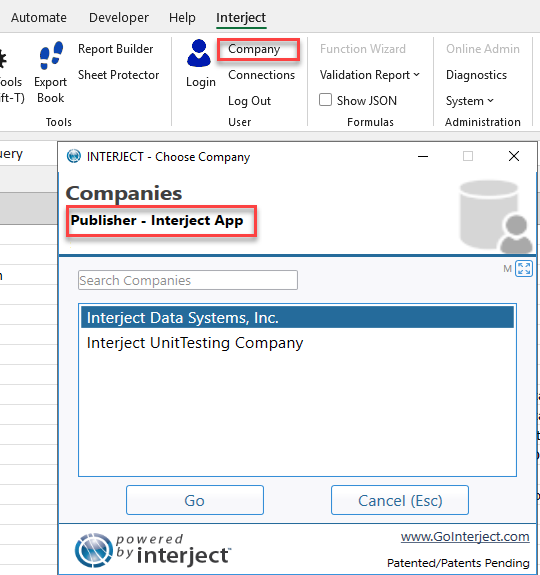 Automate Developer Help Interject
Report Builder Company Function Wizard Online Admin
Tools Export Sheet Protector Login Connections Validation Report Diagnostics
ift-T) Book Log Out Show JSON System
Tools User Formulas Administration
uery
INTERJECT - Choose Company
Companies
Publisher - Interject App
M
Search Companies
Interject Data Systems, Inc.
Interject UnitTesting Company
Go Cancel (Esc)
powered by interject™ www.GoInterject.com
Patented/Patents Pending